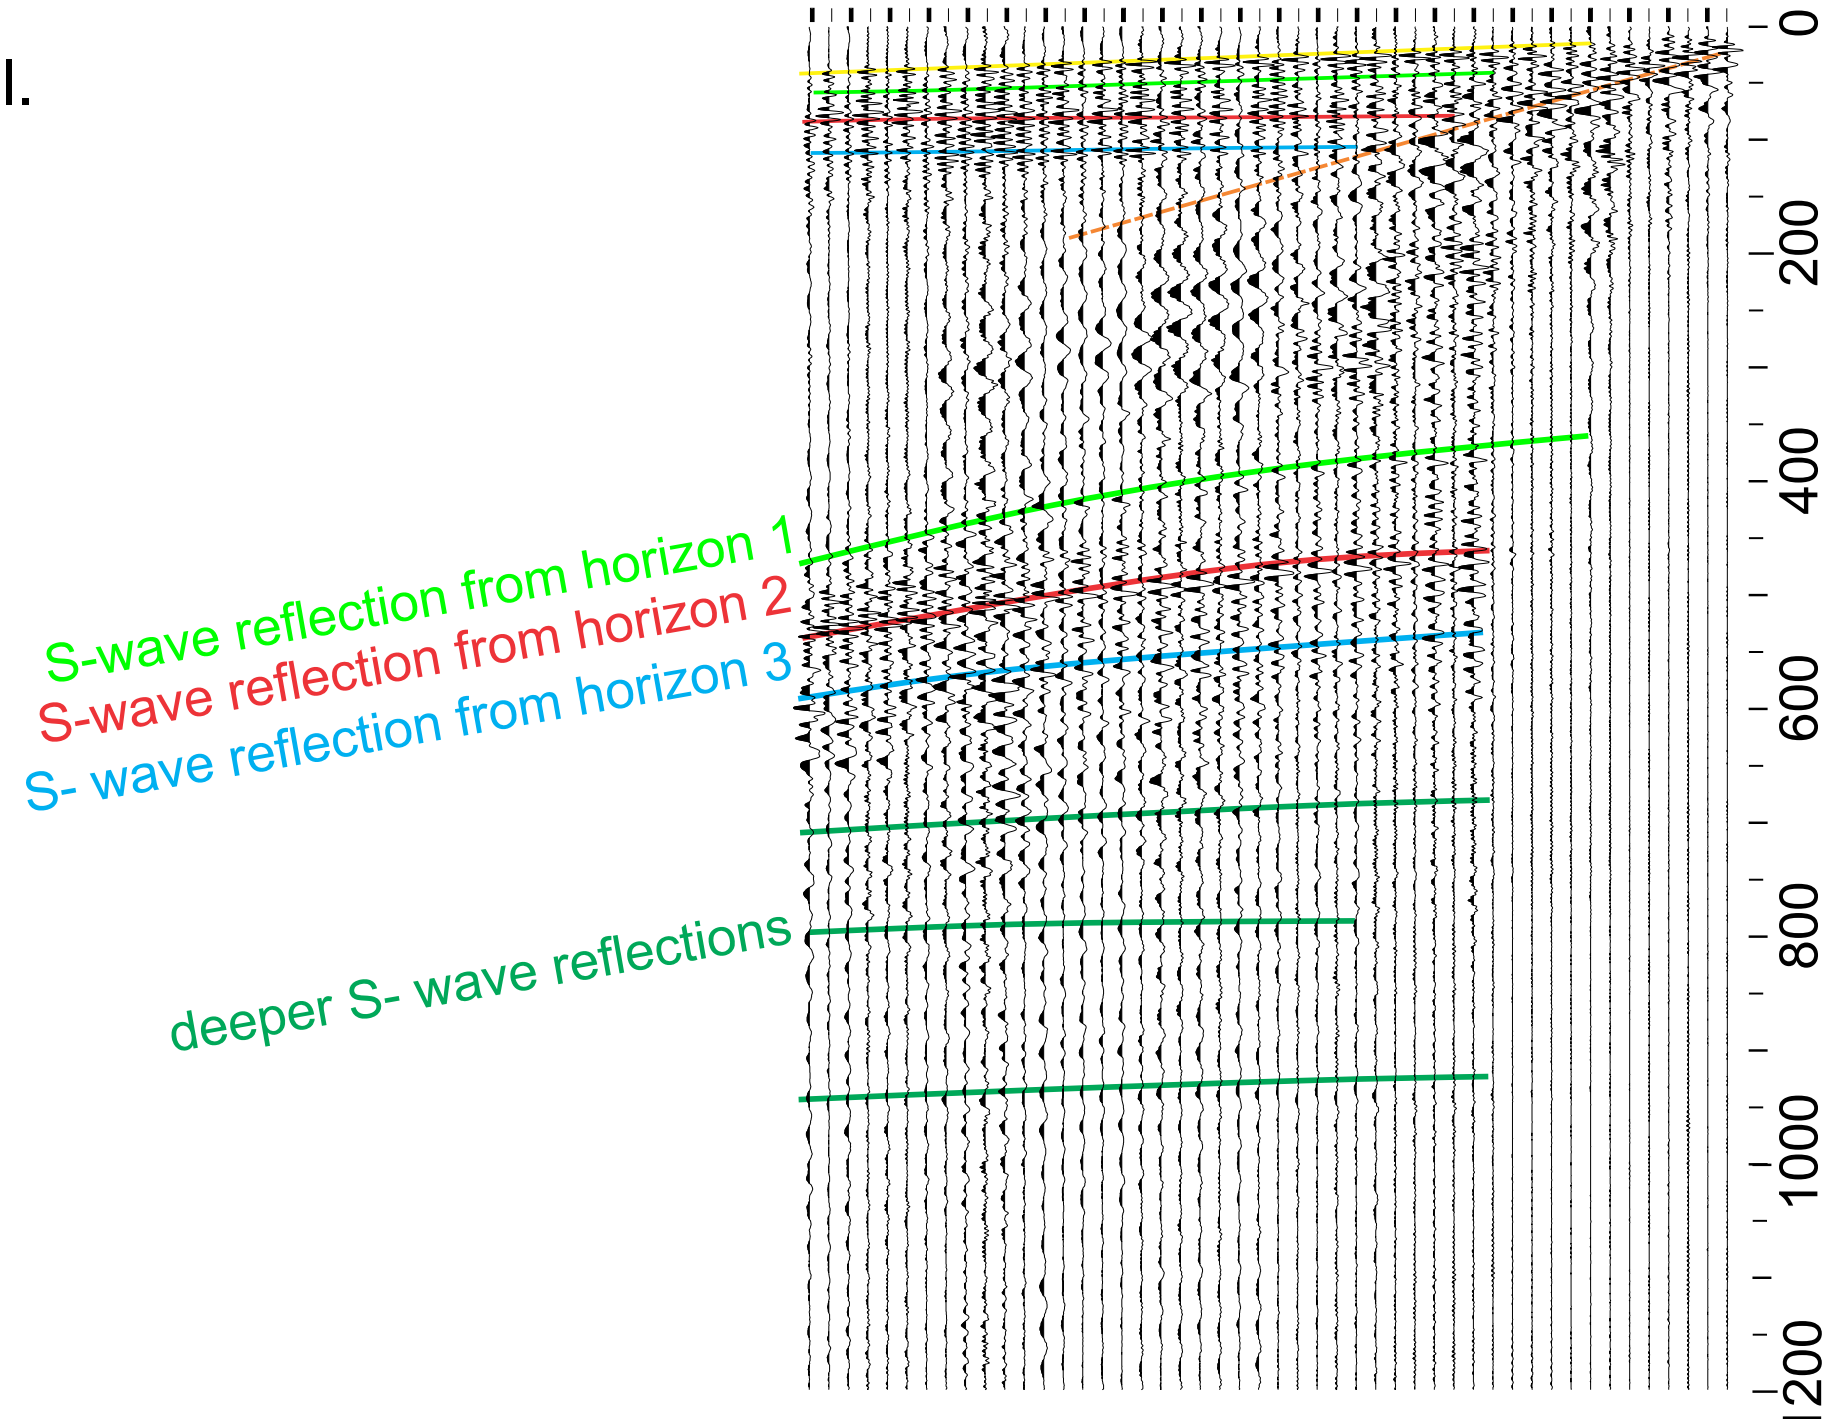 I.
S-wave reflection from horizon 1
S-wave reflection from horizon 2
S- wave reflection from horizon 3
deeper S- wave reflections
0
200
400
600
800
1000
1200